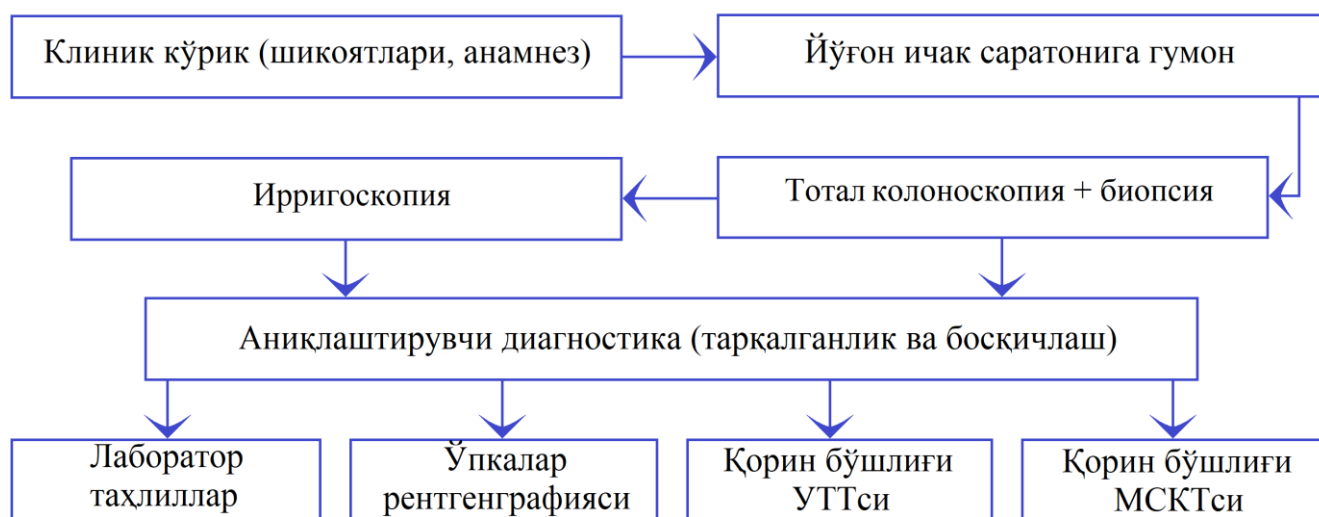 Клиник кўрик (шикоятлари, анамнез)
Йўғон ичак саратонига гумон
Ирригоскопия
Тотал колоноскопия + биопсия
Аниқлаштирувчи диагностика (тарқалганлик ва босқичлаш)
Лаборатор
таҳлиллар
Ўпкалар
рентгенграфияси
Қорин бўшлиғи
УТТси
Қорин бўшлиғи
МСКТси